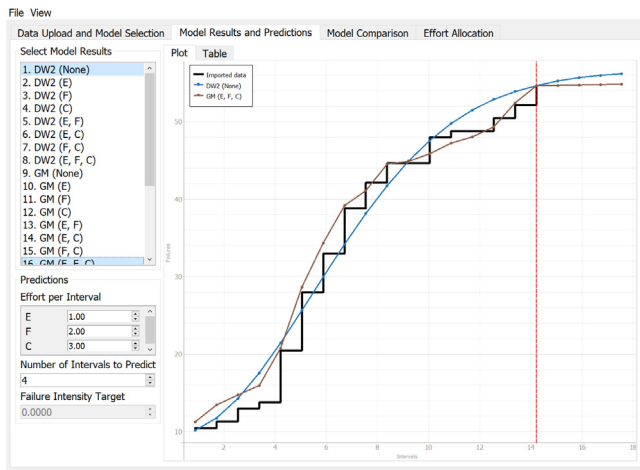 File View
Data Upload and Model Selection Model Results and Predictions Model Comparison Effort Allocation
Select Model Results
1. DW2 (None)
2. DW2 (E)
3. DW2 (F)
4. DW2 (C)
5. DW2 (E, F)
6. DW2 (E, C)
7. DW2 (F, C)
8. DW2 (E, F, C)
9. GM (None)
10. GM (E)
11. GM (F)
12. GM (C)
13. GM (E, F)
14. GM (E, C)
15. GM (F, C)
16. GM (E, F, C)
Predictions
Effort per Interval
E 1.00
F 2.00
C 3.00
Number of Intervals to Predict
4
Failure Intensity Target
0.0000
Plot Table
Imported data
DW2 (None)
GM (E, F, C)
50
40
30
20
10
Failures
2 4 6 8 10 12 14 16 18
Intervals